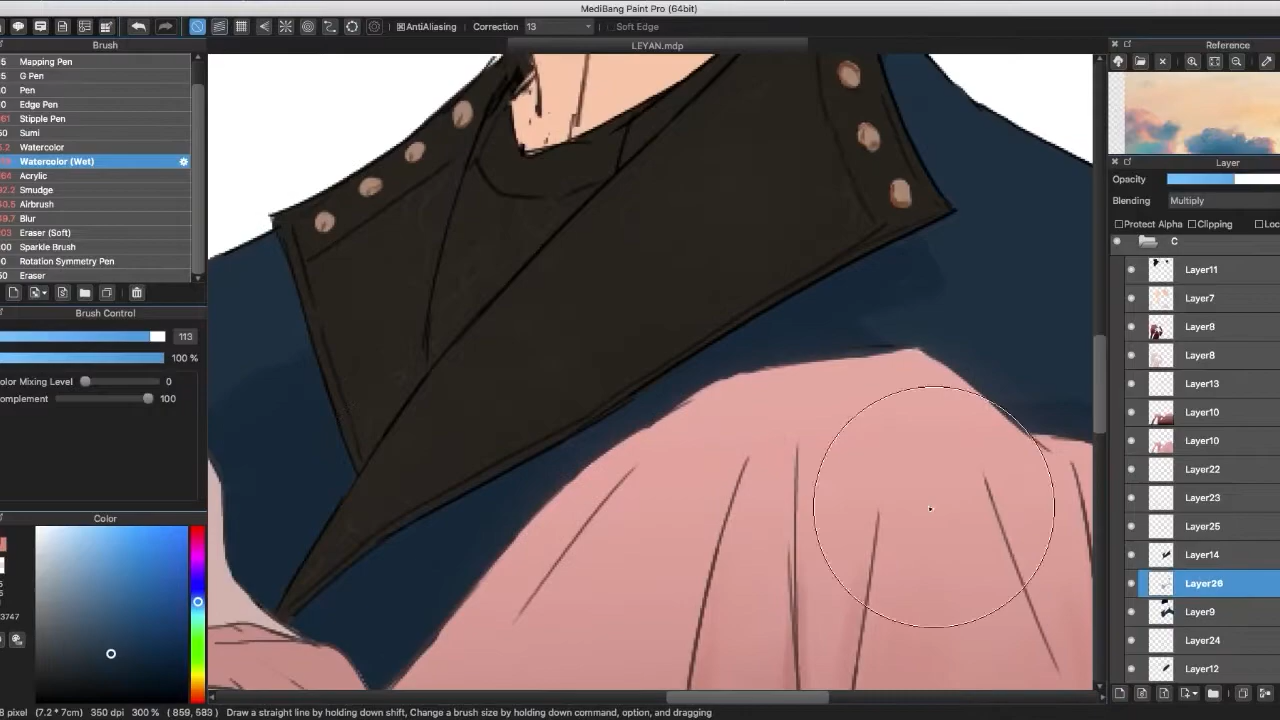 MediBang Paint Pro (64bit)
AntiAliasing Correction 13 Soft Edge
Brush
LEYAN.mdp
Reference
Mapping Pen
G Pen
Pen
Edge Pen
Stipple Pen
Sumi
Watercolor
Watercolor (Wet)
Acrylic
Smudge
Airbrush
Blur
Eraser (Soft)
Sparkle Brush
Rotation Symmetry Pen
Eraser
Brush Control
113
100 %
olor Mixing Level 0
omplement 100
Color
3747
Layer
Opacity
Blending Multiply
Protect Alpha Clipping Loc
C
Layer11
Layer7
Layer8
Layer8
Layer13
Layer10
Layer10
Layer22
Layer23
Layer25
Layer14
Layer26
Layer9
Layer24
Layer12
8 pixel (7.2 * 7cm) 350 dpi 300 % ( 859, 583 ) Draw a straight line by holding down shift, Change a brush size by holding down command, option, and dragging